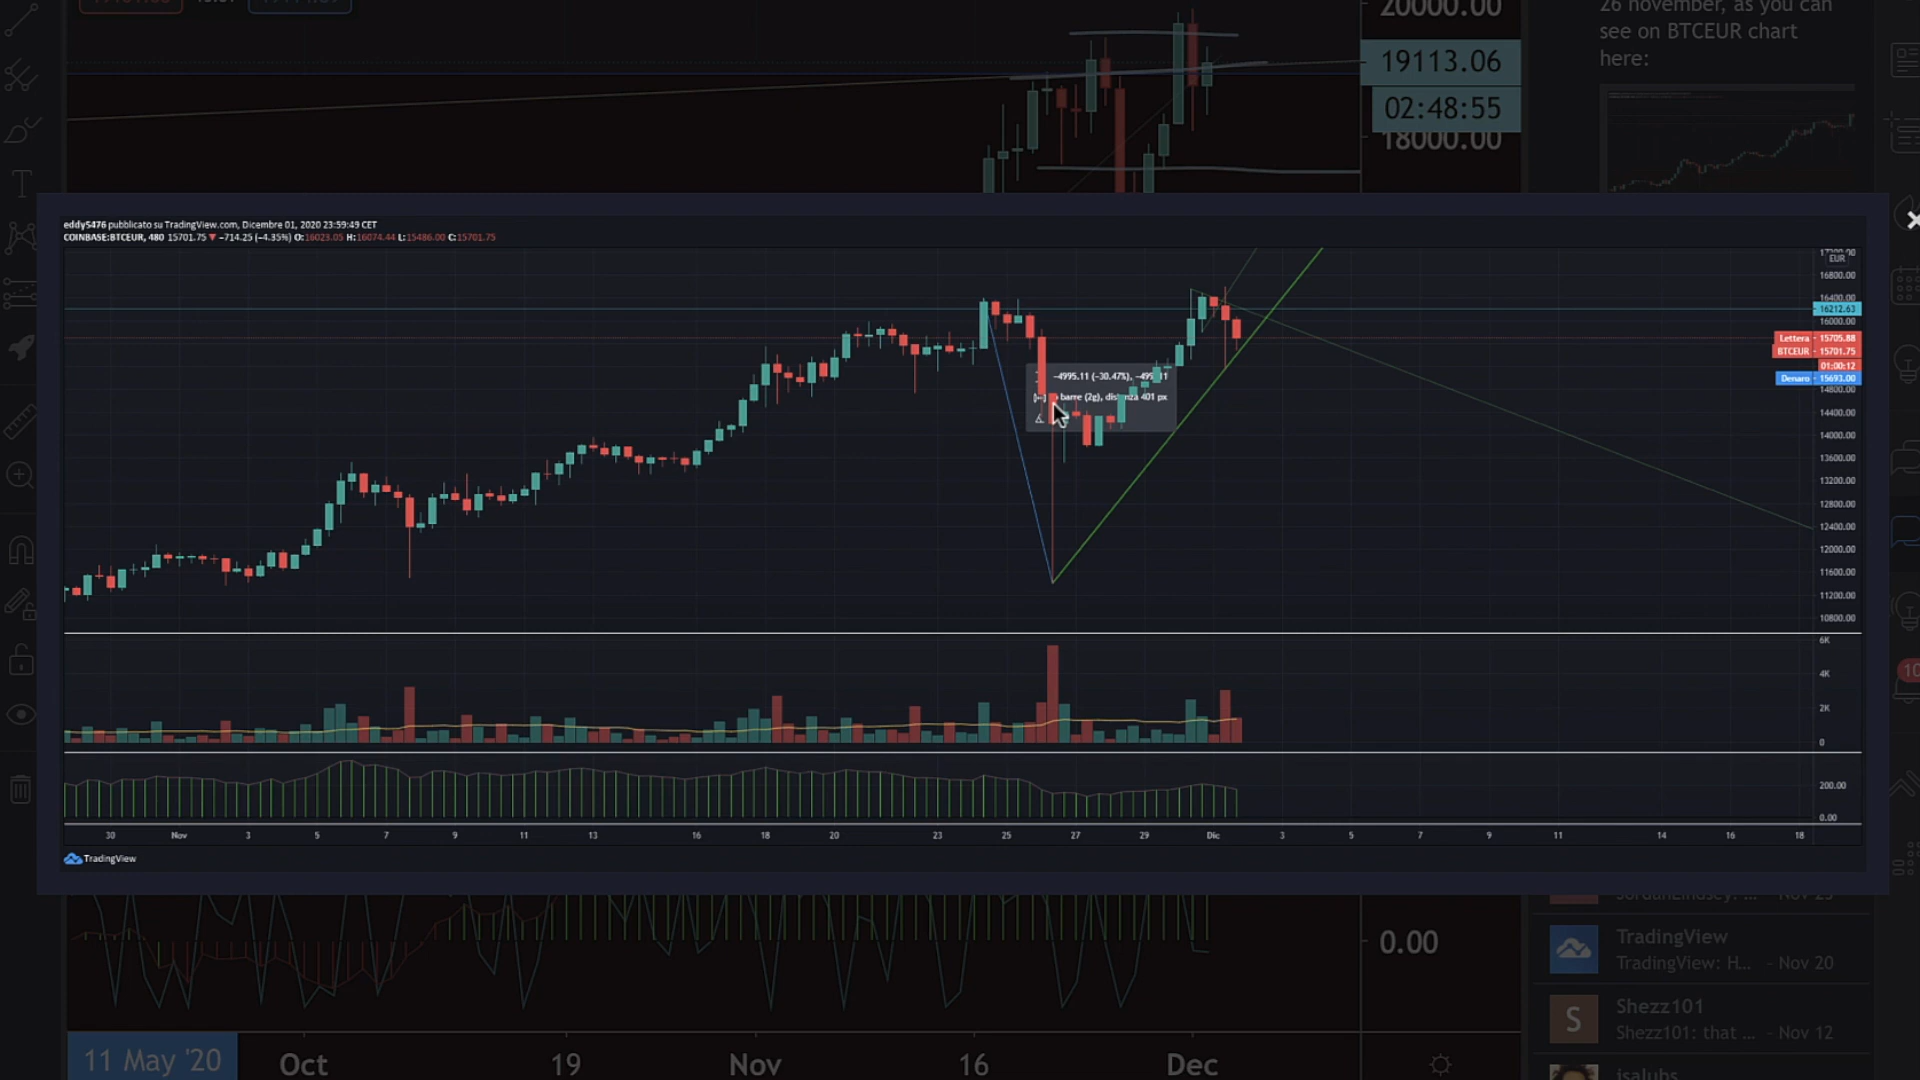 20000.00
26 november, as you can
see on BTCEUR chart
here:
19113.06
02:48:55
18000.00
eddy5476 pubblicato su TradingView.com, Dicembre 01, 2020 23:59:49 CET
COINBASE:BTCEUR, 480 15701.75 ▼ −714.25 (−4.35%) O:16023.05 H:16074.44 L:15486.00 C:15701.75
EUR
16800.00
16400.00
16212.63
16000.00
Lettera 15705.88
BTCEUR 15701.75
01:00:12
Denaro 15693.00
14800.00
14400.00
14000.00
13600.00
13200.00
12800.00
12400.00
12000.00
11600.00
11200.00
10800.00
−4995.11 (−30.47%),
barre (2g), distanza 401 px
6K
4K
2K
0
200.00
0.00
30 Nov 3 5 7 9 11 13 16 18 20 23 25 27 29 Dic 3 5 7 9 11 14 16 18
TradingView
0.00
TradingView
TradingView: H... - Nov 20
S
Shezz101
Shezz101: that ... - Nov 12
11 May '20 Oct 19 Nov 16 Dec